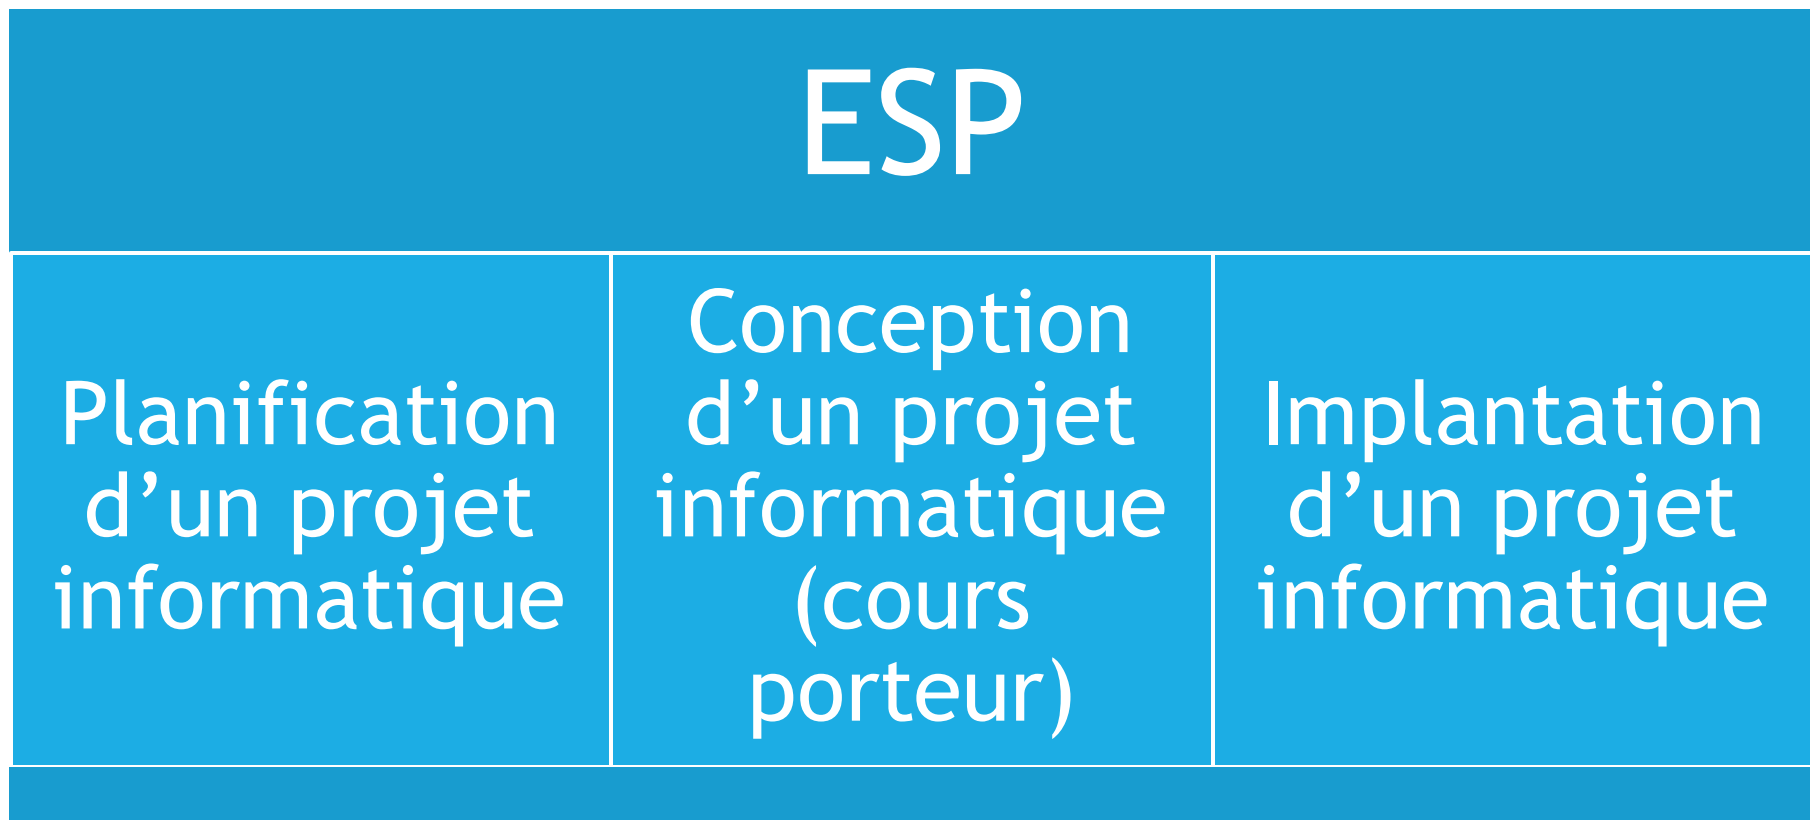 ESP
Planification
d’un projet
informatique
Conception
d’un projet
informatique
(cours
porteur)
Implantation
d’un projet
informatique